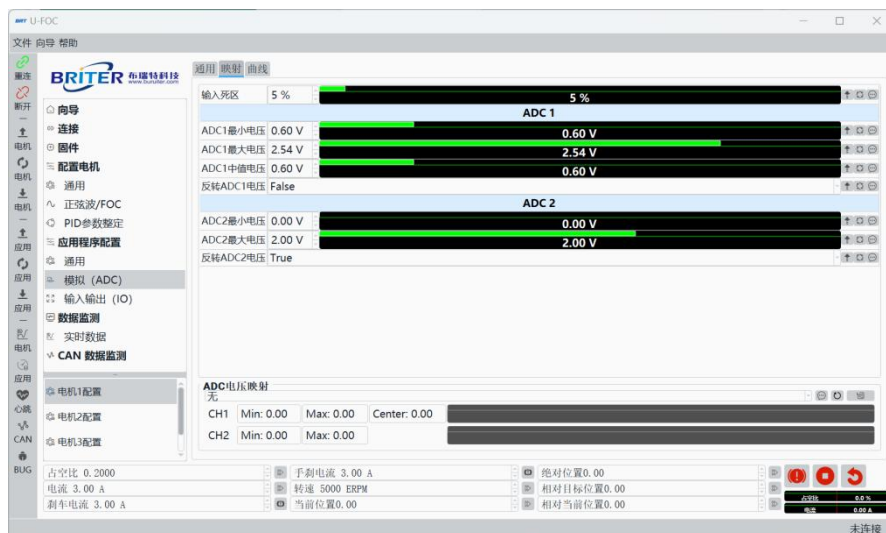 BRT U-FOC
文件 向导 帮助
重连
断开
电机
电机
电机
应用
应用
应用
电机
应用
心跳
CAN
BUG
BRITER 布瑞特科技
www.buruiter.com
向导
连接
固件
配置电机
通用
正弦波/FOC
PID参数整定
应用程序配置
通用
模拟 (ADC)
输入输出 (IO)
数据监测
实时数据
CAN 数据监测
电机1配置
电机2配置
电机3配置
通用 映射 曲线
输入死区 5 % 5 %
ADC 1
ADC1最小电压 0.60 V 0.60 V
ADC1最大电压 2.54 V 2.54 V
ADC1中值电压 0.60 V 0.60 V
反转ADC1电压 False
ADC 2
ADC2最小电压 0.00 V 0.00 V
ADC2最大电压 2.00 V 2.00 V
反转ADC2电压 True
ADC电压映射
无
CH1 Min: 0.00 Max: 0.00 Center: 0.00
CH2 Min: 0.00 Max: 0.00
占空比 0.2000 手刹电流 3.00 A 绝对位置0.00
电流 3.00 A 转速 5000 ERPM 相对目标位置0.00
刹车电流 3.00 A 当前位置0.00 相对当前位置0.00
占空比 0.0 %
电流 0.00 A
未连接